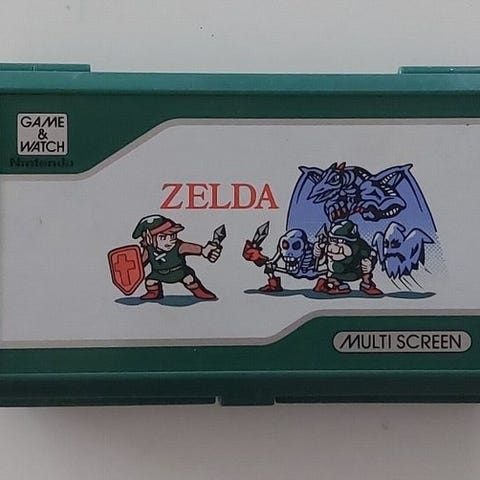 GAME
&
WATCH
Nintendo
ZELDA
MULTI SCREEN